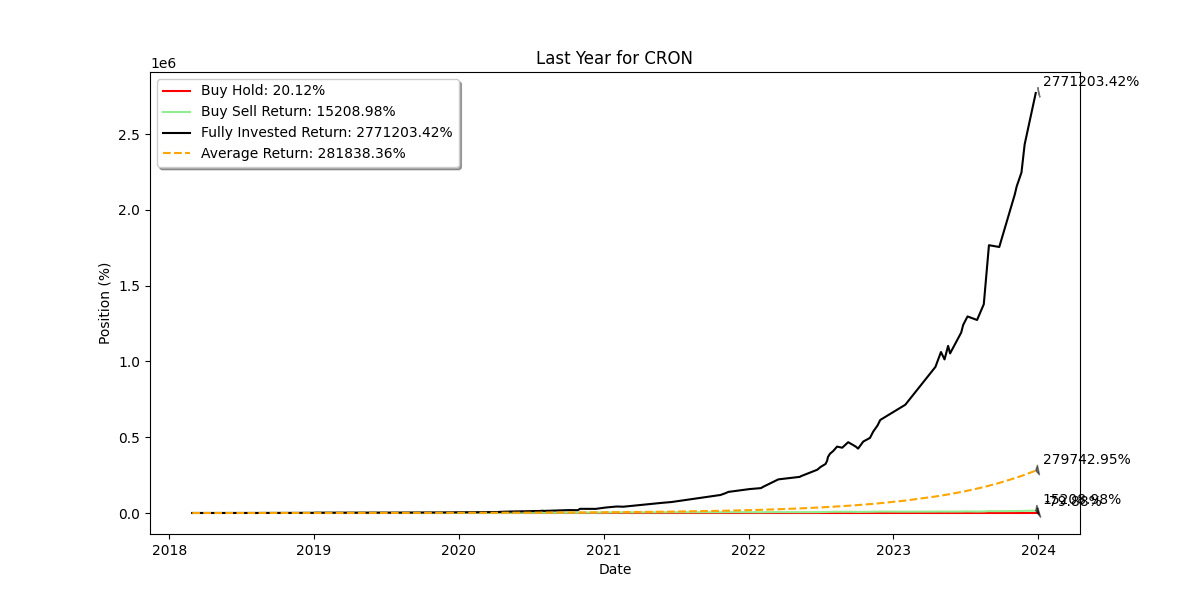 Last Year for CRON
1e6
Buy Hold: 20.12%
Buy Sell Return: 15208.98%
Fully Invested Return: 2771203.42%
Average Return: 281838.36%
2771203.42%
279742.95%
15208.98%
2.5
2.0
1.5
1.0
0.5
0.0
Position (%)
2018
2019
2020
2021
2022
2023
2024
Date